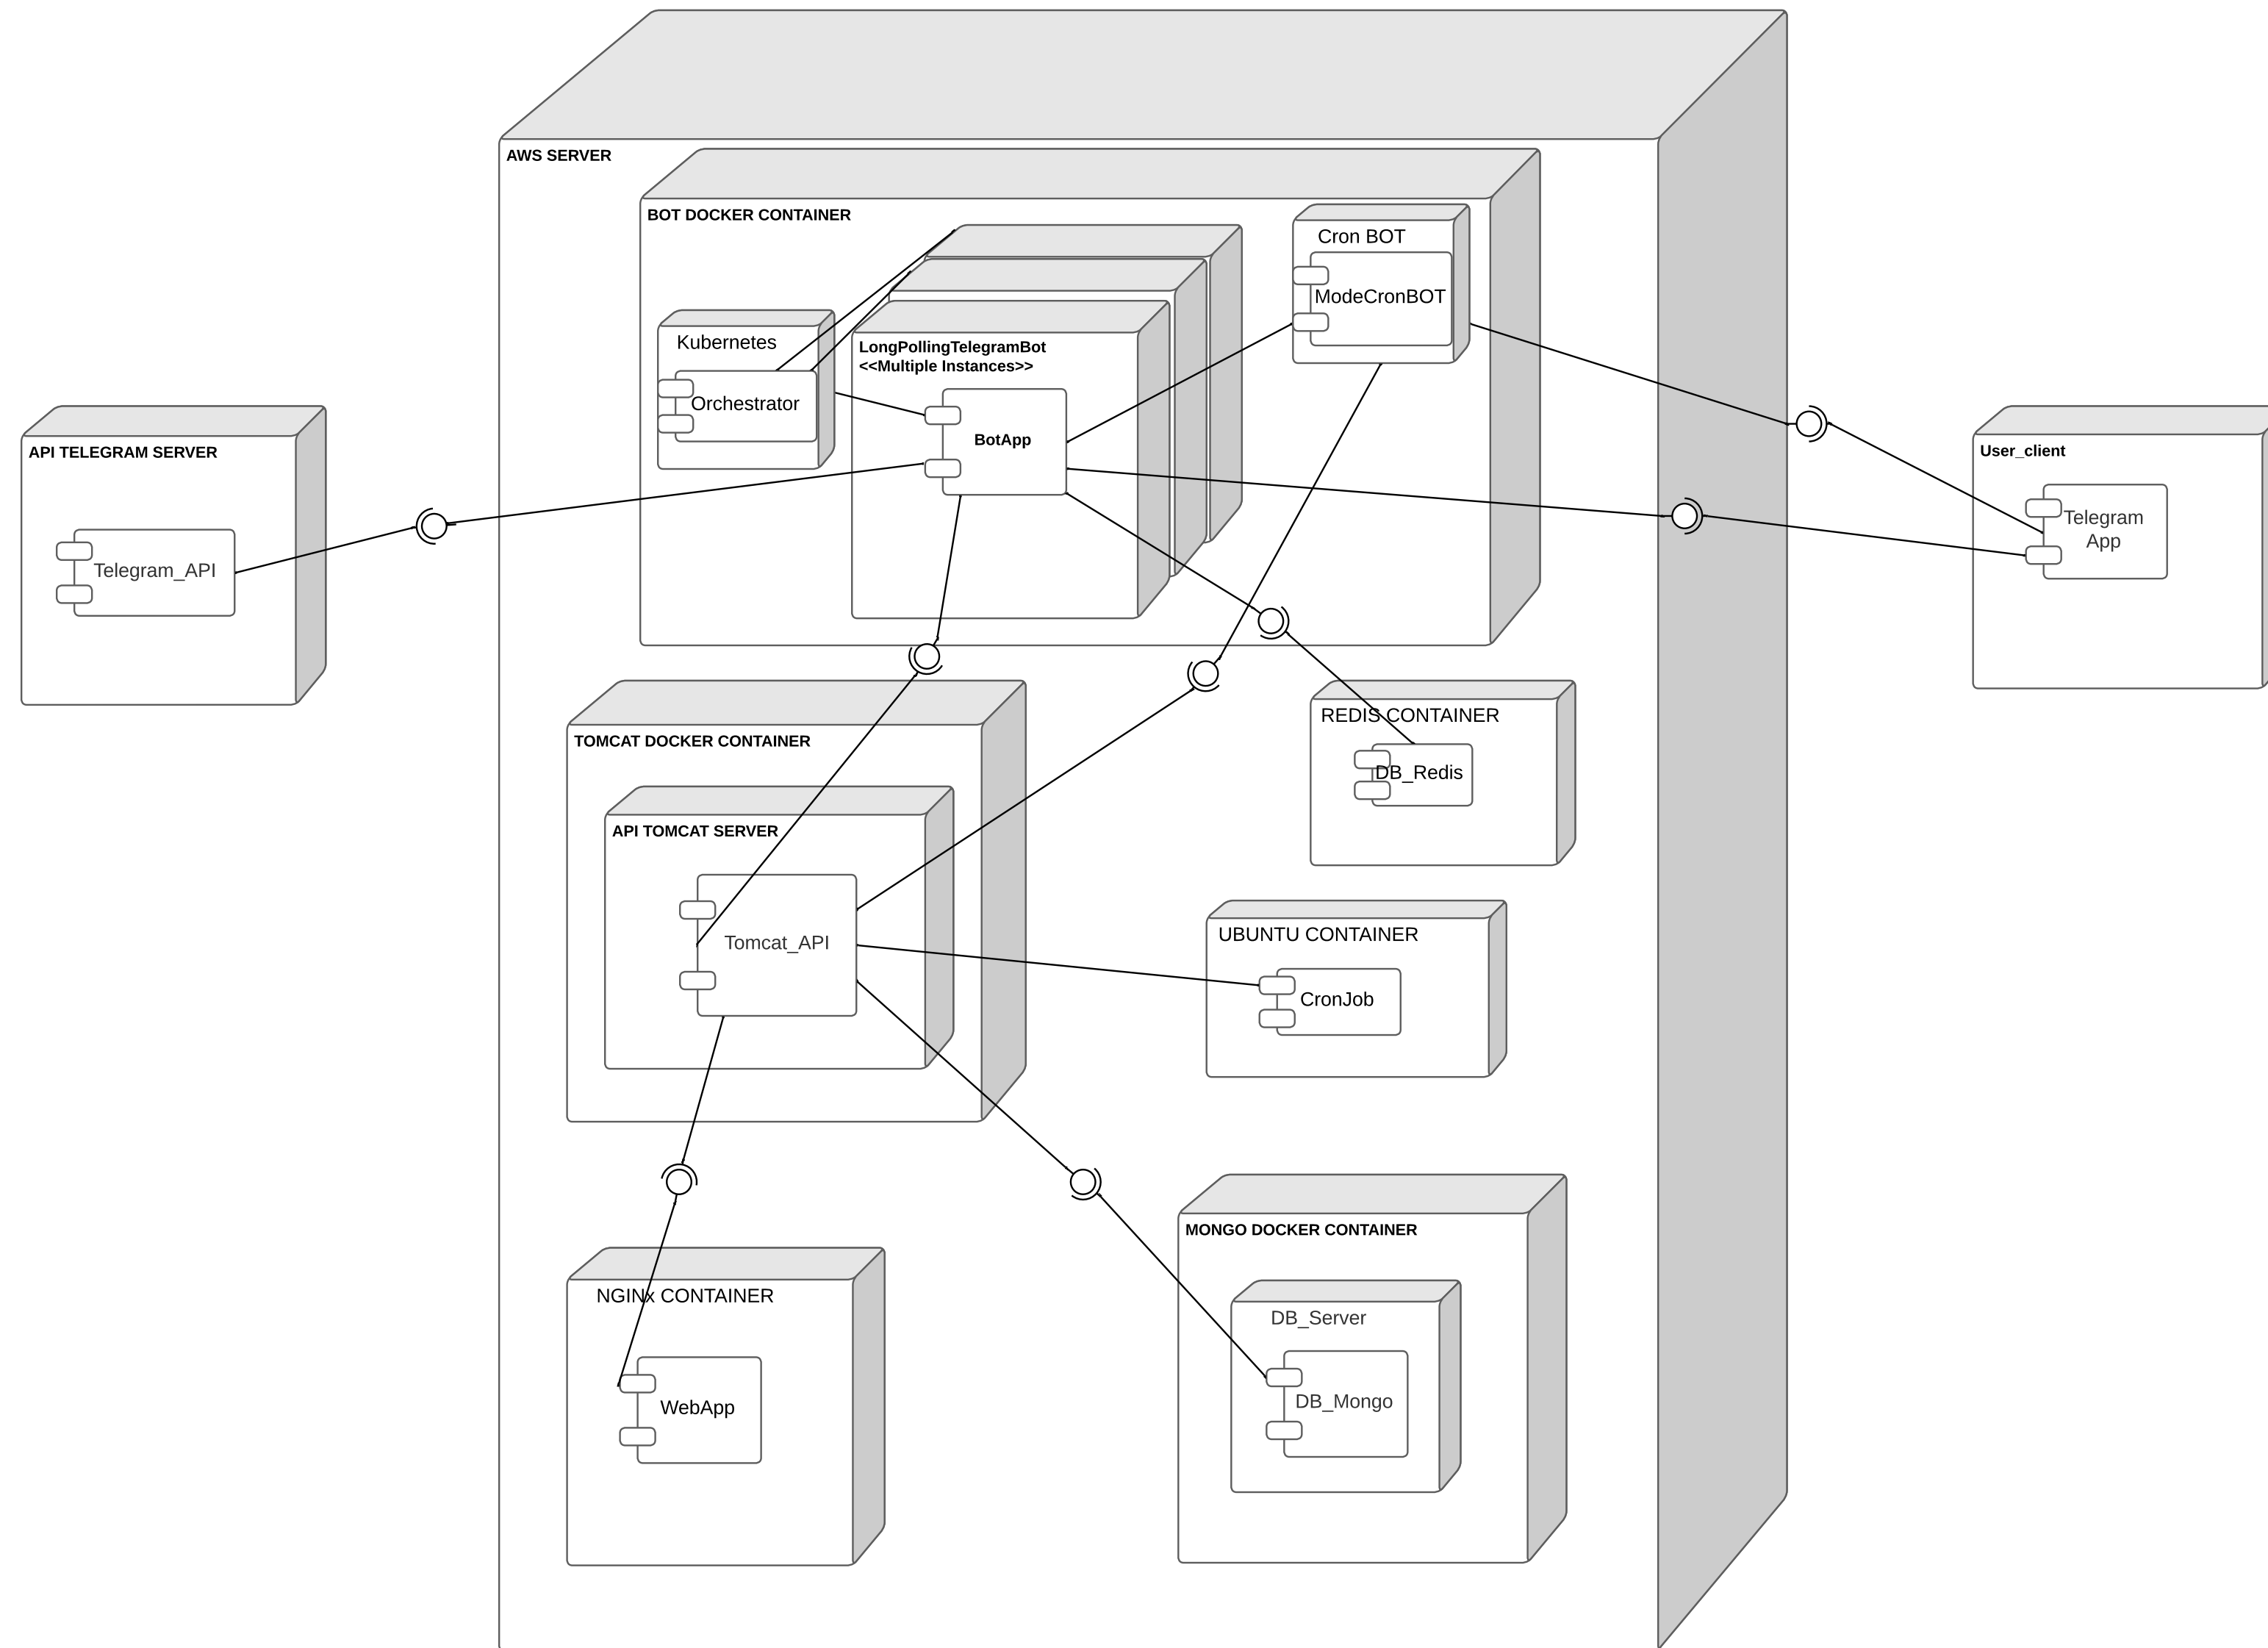 AWS SERVER
BOT DOCKER CONTAINER
Cron BOT
ModeCronBOT
Kubernetes
Orchestrator
LongPollingTelegramBot
<<Multiple Instances>>
BotApp
API TELEGRAM SERVER
Telegram_API
User_client
Telegram
App
TOMCAT DOCKER CONTAINER
API TOMCAT SERVER
Tomcat_API
REDIS CONTAINER
DB_Redis
UBUNTU CONTAINER
CronJob
NGINx CONTAINER
WebApp
MONGO DOCKER CONTAINER
DB_Server
DB_Mongo